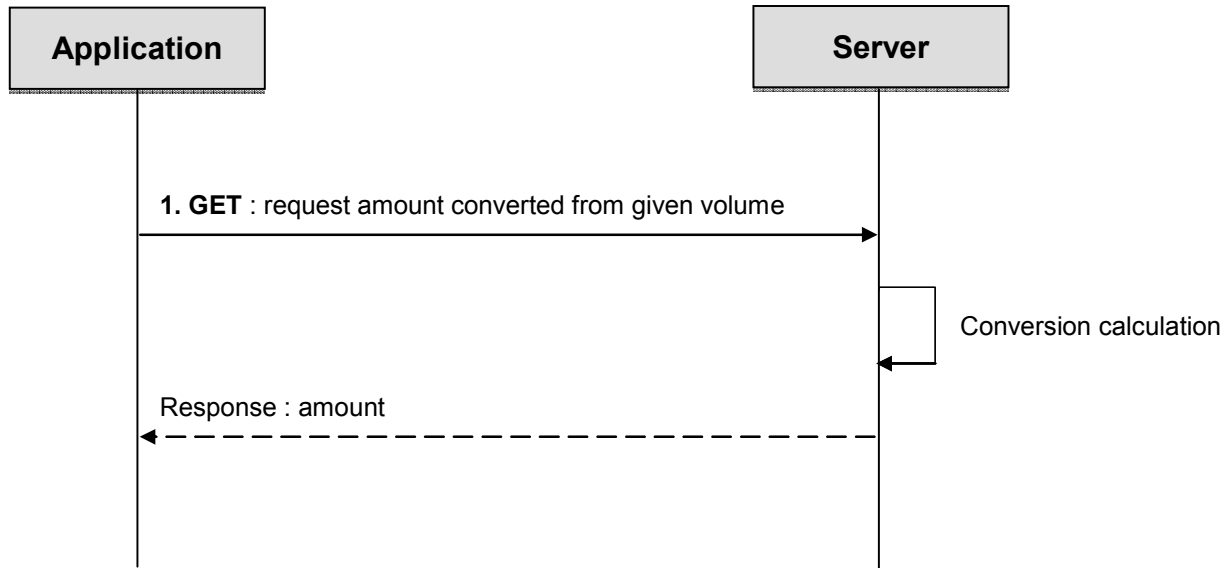 Application
Server
1. GET : request amount converted from given volume
Conversion calculation
Response : amount